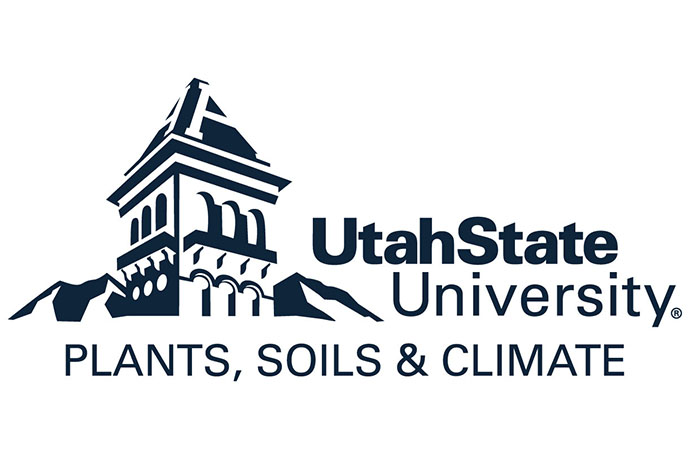 UtahState
University®
PLANTS, SOILS & CLIMATE